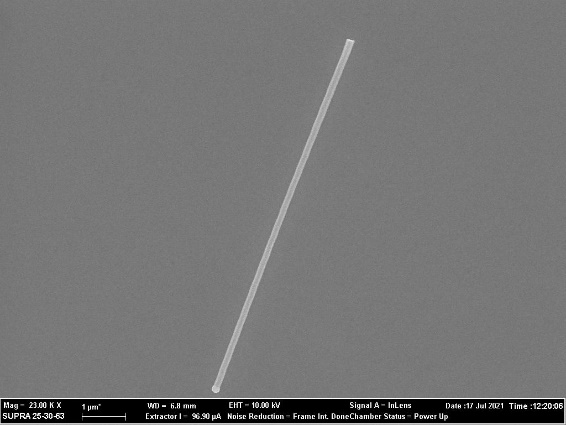 Mag = 23.00 K X 1 µm* WD = 6.8 mm EHT = 10.00 kV Signal A = InLens Date :17 Jul 2021 Time :12:20:06
SUPRA 25-30-63 Extractor I = 96.90 µA Noise Reduction = Frame Int. DoneChamber Status = Power Up